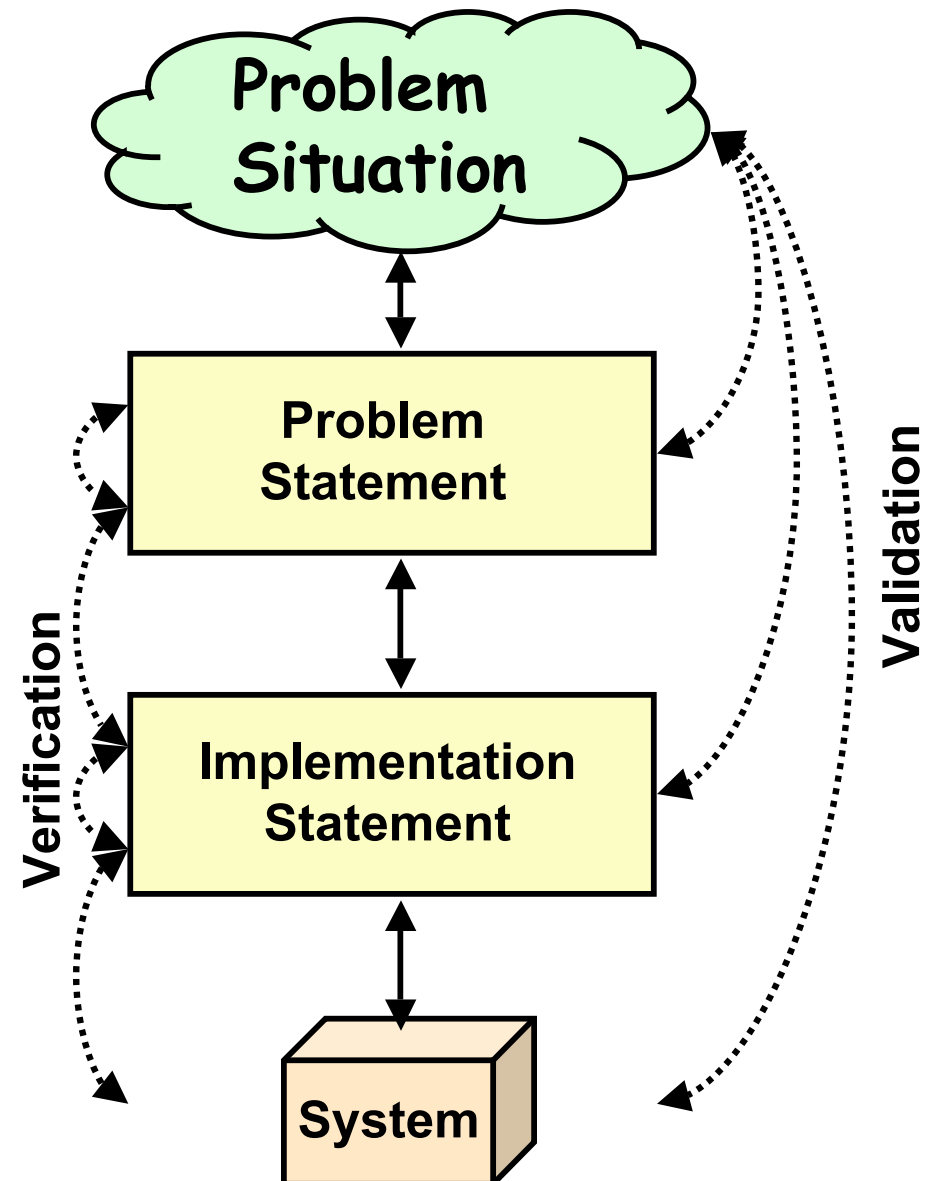 Problem
Situation
Problem
Statement
Validation
Verification
Implementation
Statement
System